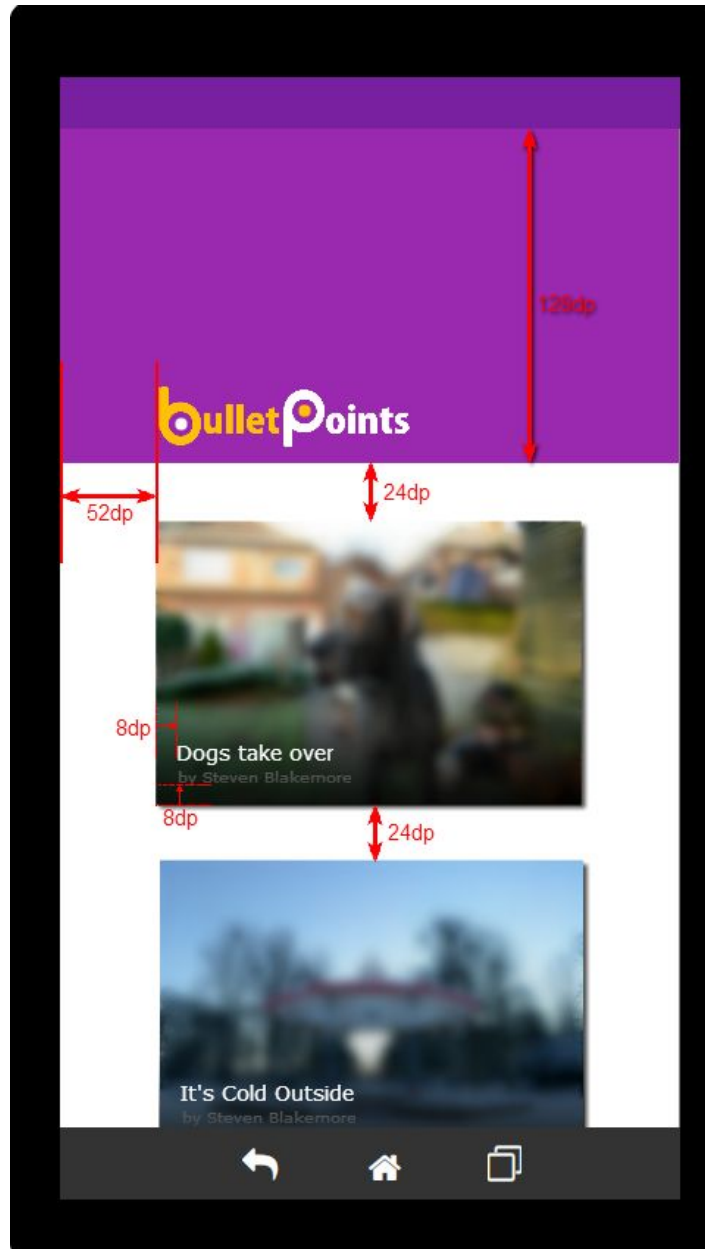 128dp
bulletPoints
24dp
52dp
8dp
Dogs take over
by Steven Blakemore
8dp
24dp
It's Cold Outside
by Steven Blakemore